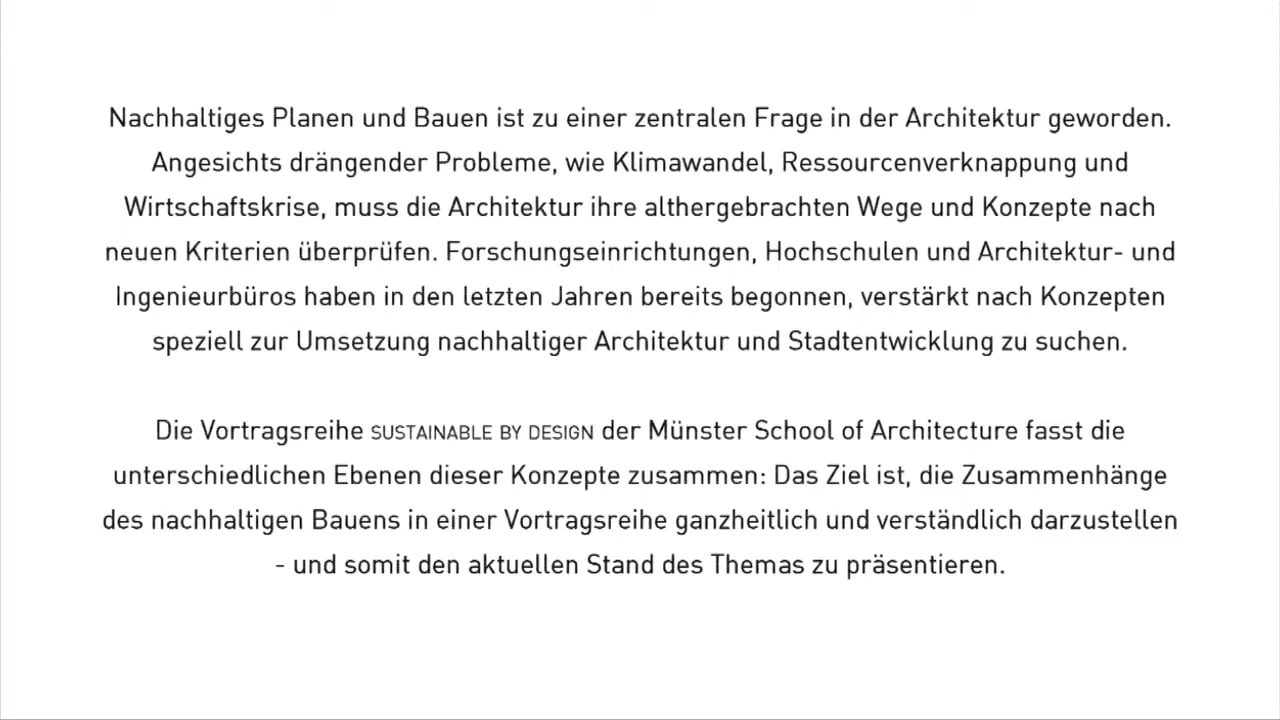 Nachhaltiges Planen und Bauen ist zu einer zentralen Frage in der Architektur geworden.
Angesichts drängender Probleme, wie Klimawandel, Ressourcenverknappung und
Wirtschaftskrise, muss die Architektur ihre althergebrachten Wege und Konzepte nach
neuen Kriterien überprüfen. Forschungseinrichtungen, Hochschulen und Architektur- und
Ingenieurbüros haben in den letzten Jahren bereits begonnen, verstärkt nach Konzepten
speziell zur Umsetzung nachhaltiger Architektur und Stadtentwicklung zu suchen.
Die Vortragsreihe SUSTAINABLE BY DESIGN der Münster School of Architecture fasst die
unterschiedlichen Ebenen dieser Konzepte zusammen: Das Ziel ist, die Zusammenhänge
des nachhaltigen Bauens in einer Vortragsreihe ganzheitlich und verständlich darzustellen
- und somit den aktuellen Stand des Themas zu präsentieren.